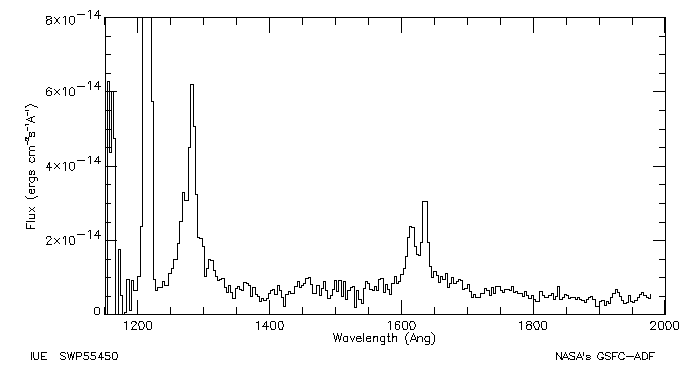 8×10⁻¹⁴
6×10⁻¹⁴
4×10⁻¹⁴
2×10⁻¹⁴
0
Flux (ergs cm⁻²s⁻¹A⁻¹)
1200 1400 1600 1800 2000
Wavelength (Ang)
IUE SWP55450 NASA's GSFC–ADF